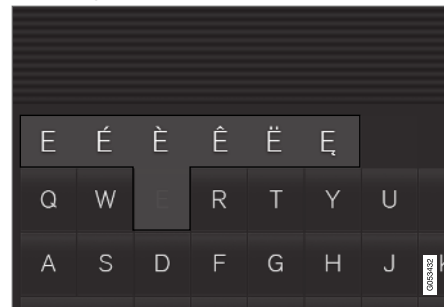 E É È Ê Ë Ę
Q W E R T Y U
A S D F G H J K
G053432